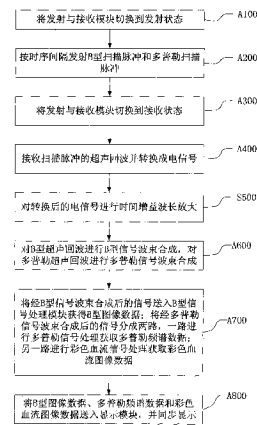 将发射与接收模块切换到发射状态
A100
按时序间隔发射B型扫描脉冲和多普勒扫描
脉冲
A200
将发射与接收模块切换到接收状态
A300
接收扫描脉冲的超声回波并转换成电信号
A400
对转换后的电信号进行时间增益波长放大
S500
对B型超声回波进行B型信号波束合成,对
多普勒超声回波进行多普勒信号波束合成
A600
将经B型信号波束合成后的信号送入B型信
号处理模块获得B型图像数据;将经多普勒
信号波束合成后的信号分成两路,一路进
行多普勒信号处理获取多普勒频谱数据;
另一路进行彩色血流信号处理获取彩色血
流图像数据
A700
将B型图像数据、多普勒频谱数据和彩色
血流图像数据送入显示模块,并同步显示
A800